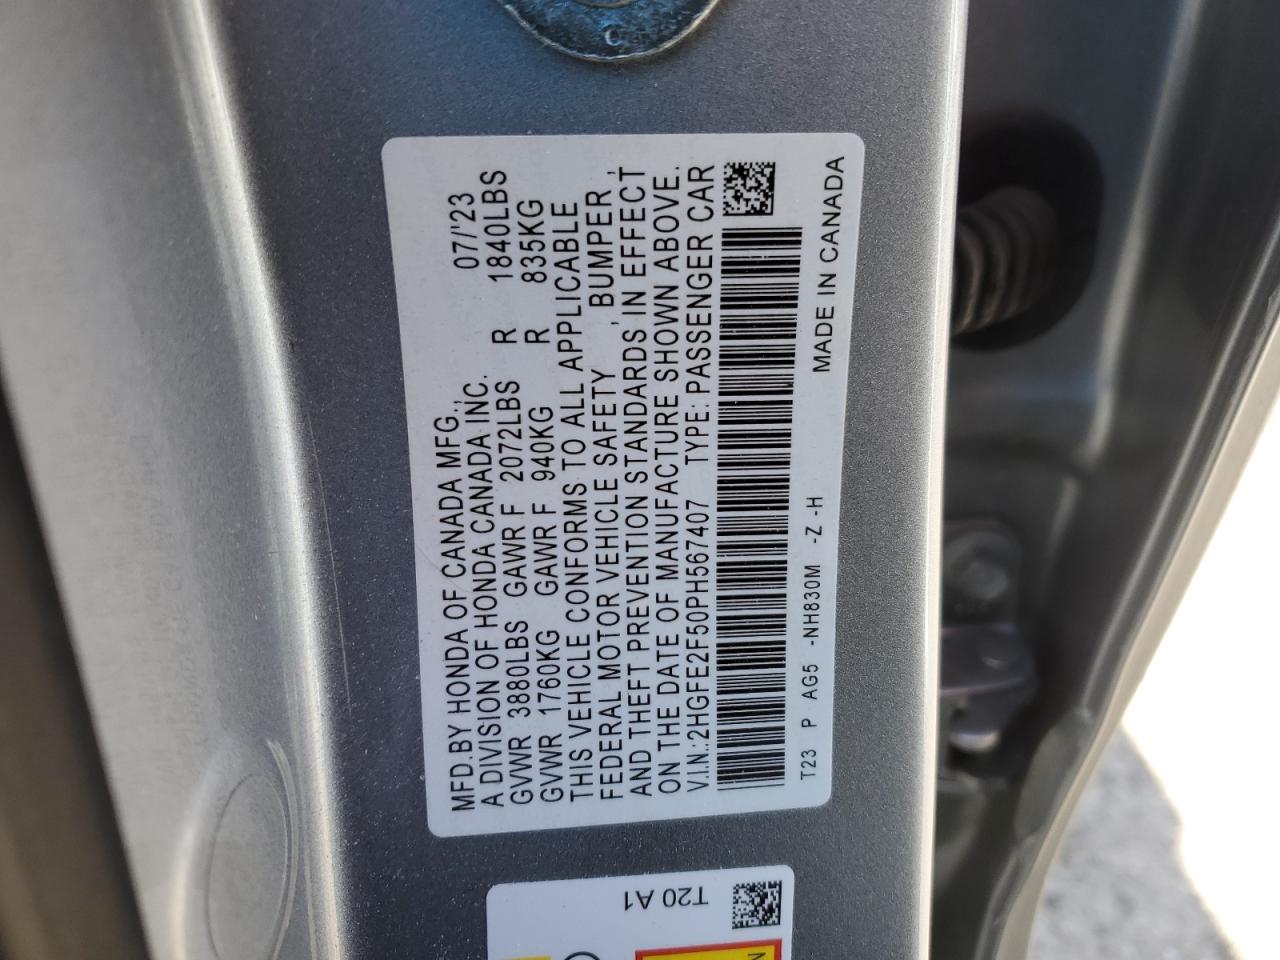 MFD.BY HONDA OF CANADA MFG., 07/'23
A DIVISION OF HONDA CANADA INC.
GVWR 3880LBS GAWR F 2072LBS R 1840LBS
GVWR 1760KG GAWR F 940KG R 835KG
THIS VEHICLE CONFORMS TO ALL APPLICABLE
FEDERAL MOTOR VEHICLE SAFETY , BUMPER ,
AND THEFT PREVENTION STANDARDS IN EFFECT
ON THE DATE OF MANUFACTURE SHOWN ABOVE.
V.I.N.:2HGFE2F50PH567407 TYPE: PASSENGER CAR
T23 P AG5 -NH830M -Z -H MADE IN CANADA
T20 A1